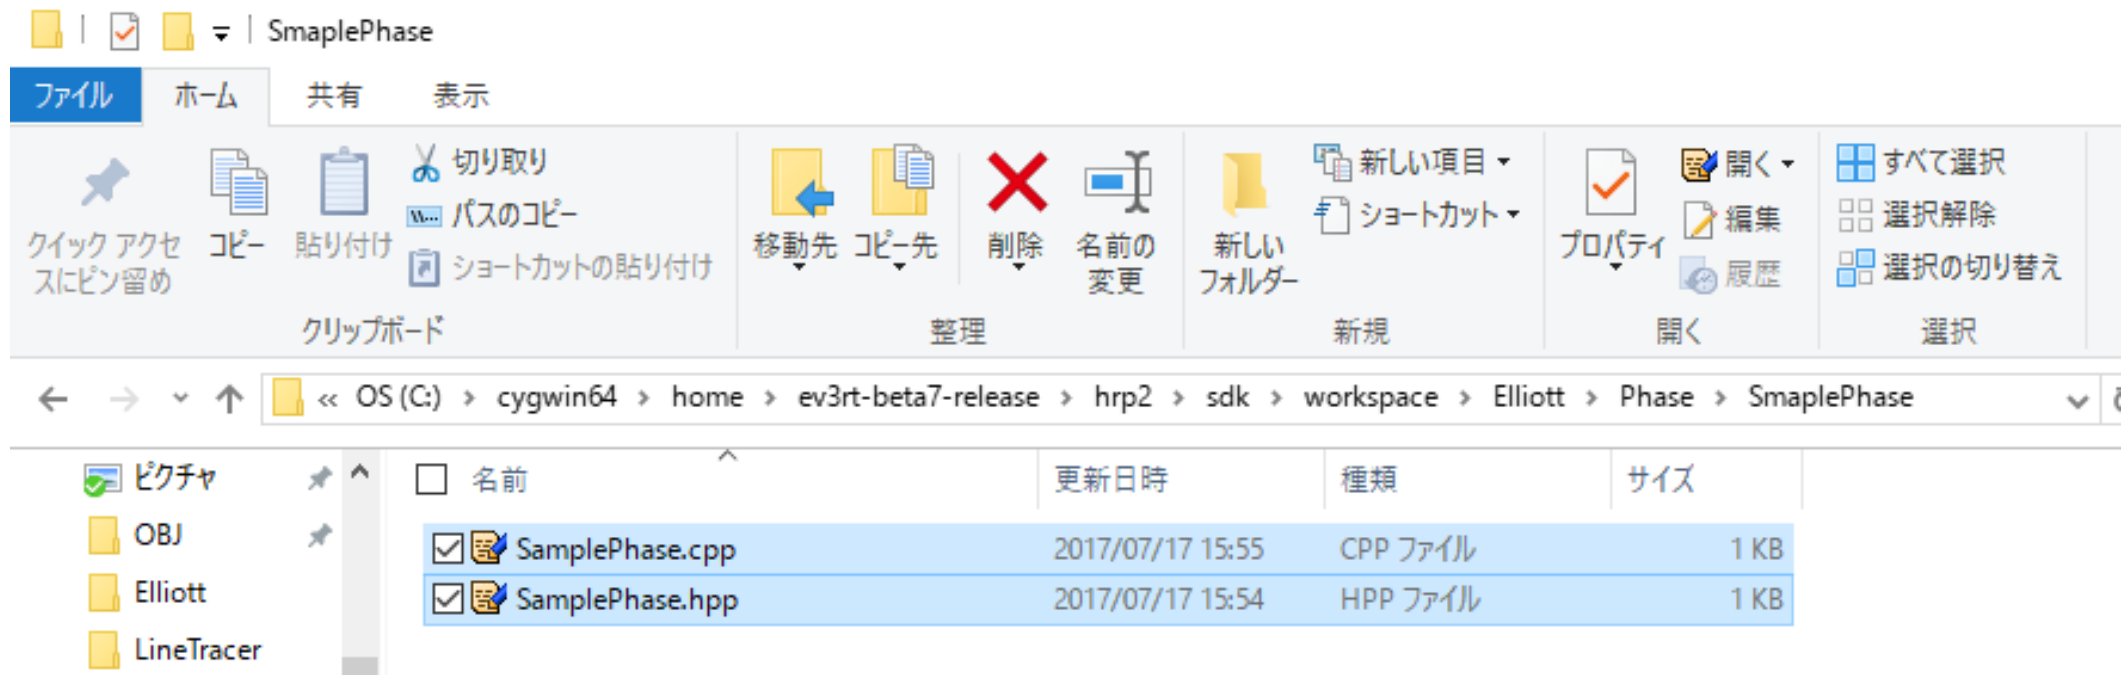 SmaplePhase
ファイル ホーム 共有 表示
クイック アクセスにピン留め
コピー
貼り付け
切り取り
パスのコピー
ショートカットの貼り付け
クリップボード
移動先
コピー先
削除
名前の変更
整理
新しいフォルダー
新しい項目
ショートカット
新規
プロパティ
開く
編集
履歴
開く
すべて選択
選択解除
選択の切り替え
選択
« OS (C:) > cygwin64 > home > ev3rt-beta7-release > hrp2 > sdk > workspace > Elliott > Phase > SmaplePhase
ピクチャ
OBJ
Elliott
LineTracer
名前 更新日時 種類 サイズ
SamplePhase.cpp 2017/07/17 15:55 CPP ファイル 1 KB
SamplePhase.hpp 2017/07/17 15:54 HPP ファイル 1 KB